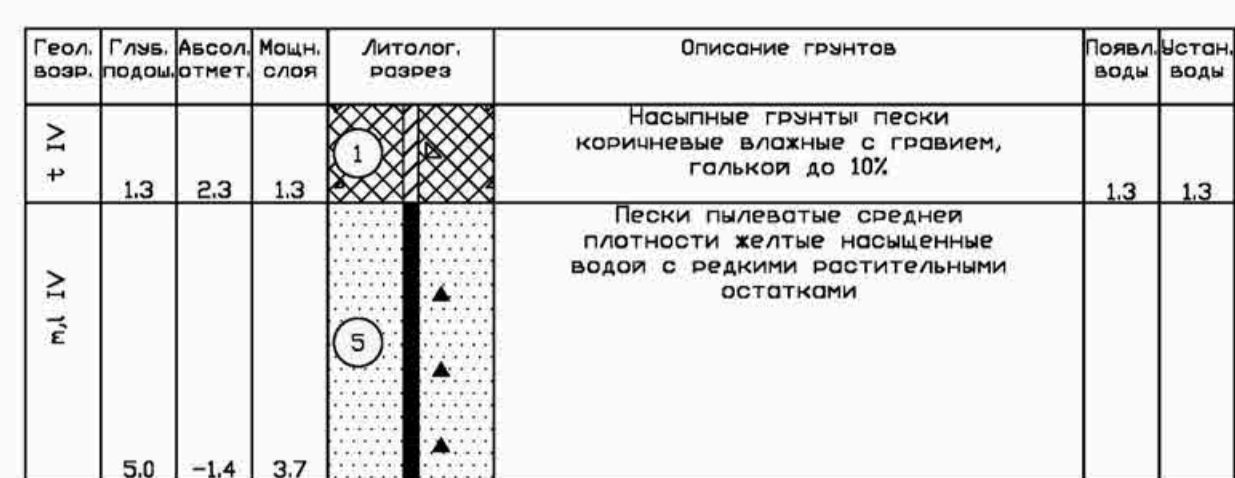 Геол. возр.
Глуб. подош.
Абсол. отмет.
Мощн. слоя
Литолог. разрез
Описание грунтов
Появл. воды
Устан. воды
t IV
1.3
2.3
1.3
1
Насыпные грунты: пески
коричневые влажные с гравием,
галькой до 10%
1.3
1.3
m,l IV
5.0
-1.4
3.7
5
Пески пылеватые средней
плотности желтые насыщенные
водой с редкими растительными
остатками